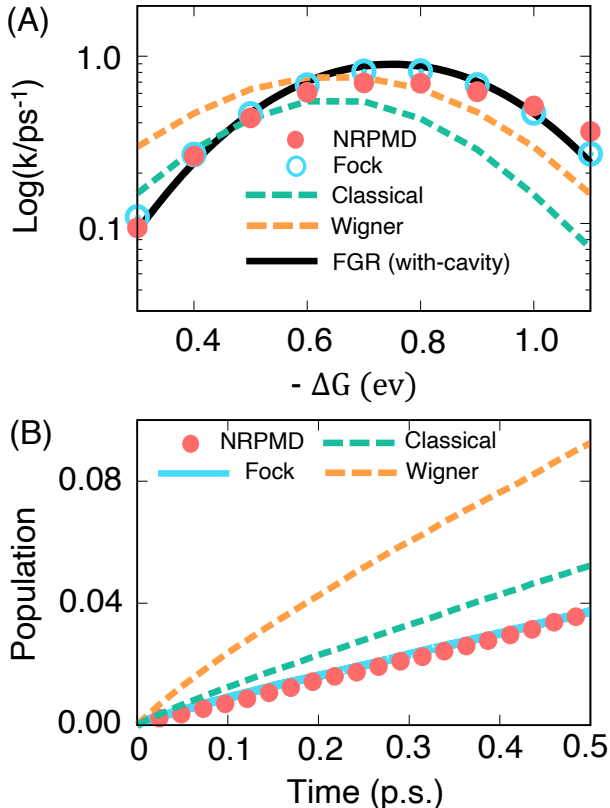 (A)
Log(k/ps⁻¹)
1.0
0.1
NRPMD
Fock
Classical
Wigner
FGR (with-cavity)
0.4 0.6 0.8 1.0
- ΔG (ev)
(B)
NRPMD Classical
Fock Wigner
Population
0.08
0.04
0.00
0 0.1 0.2 0.3 0.4 0.5
Time (p.s.)